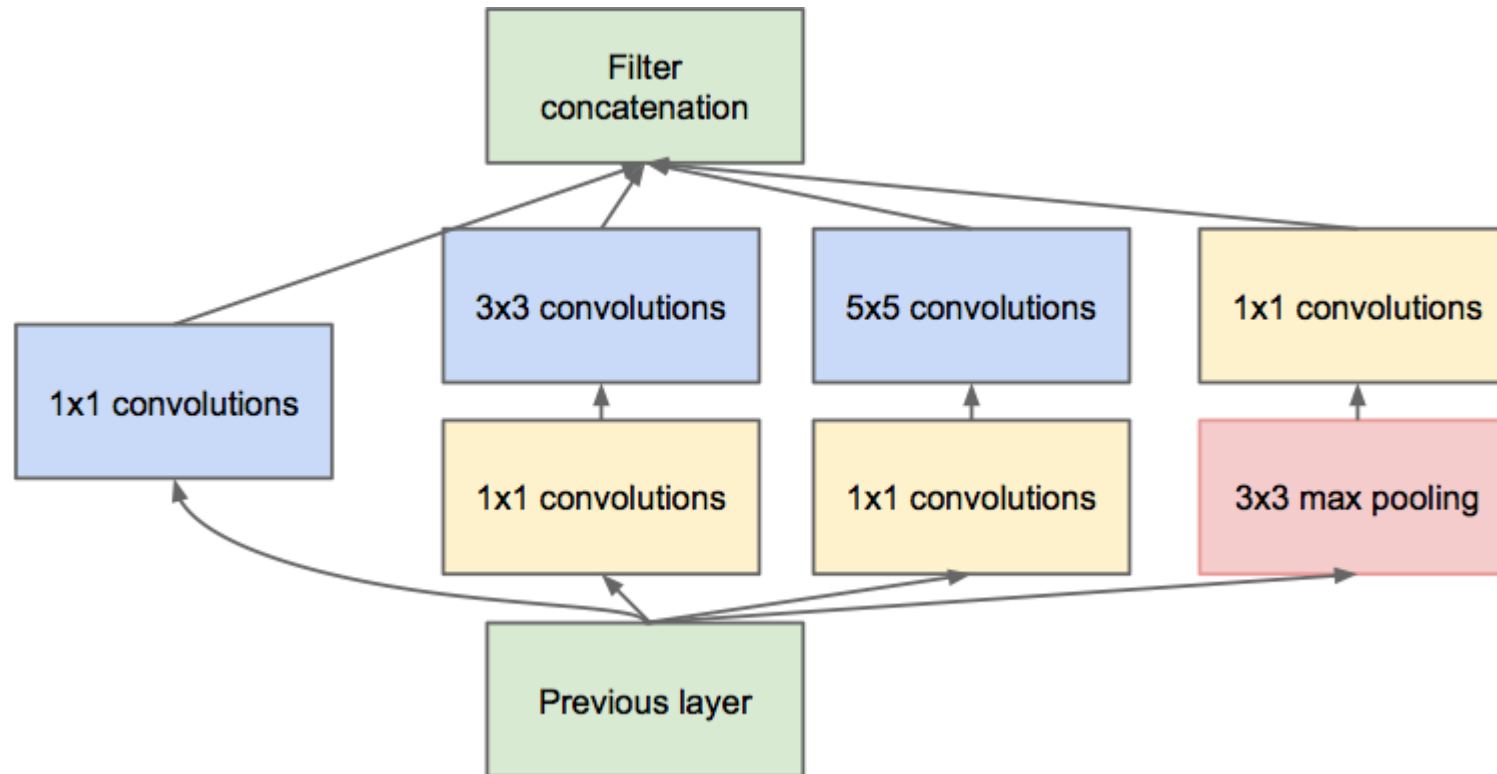 Filter
concatenation
3x3 convolutions
5x5 convolutions
1x1 convolutions
1x1 convolutions
1x1 convolutions
1x1 convolutions
3x3 max pooling
Previous layer